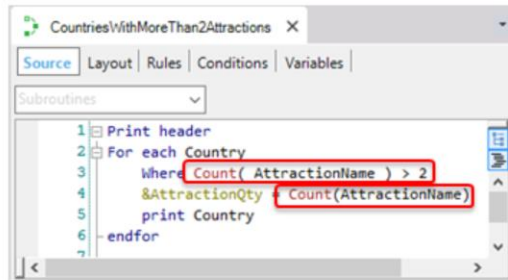 CountriesWithMoreThan2Attractions X
Source Layout Rules Conditions Variables
Subroutines
1 Print header
2 For each Country
3 Where Count( AttractionName ) > 2
4 &AttractionQty = Count(AttractionName)
5 print Country
6 endfor
7